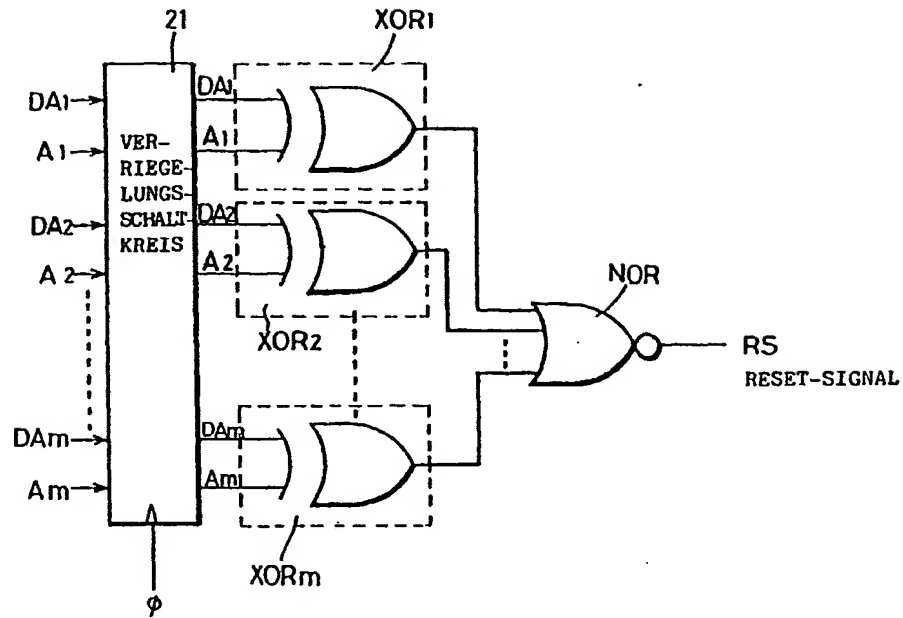 21
XOR1
DA1
A1
DA2
A2
DAm
Am
VER-
RIEGE-
LUNGS-
SCHALT-
KREIS
DA1
A1
DA2
A2
DAm
Am
XOR2
XORm
NOR
RS
RESET-SIGNAL
φ